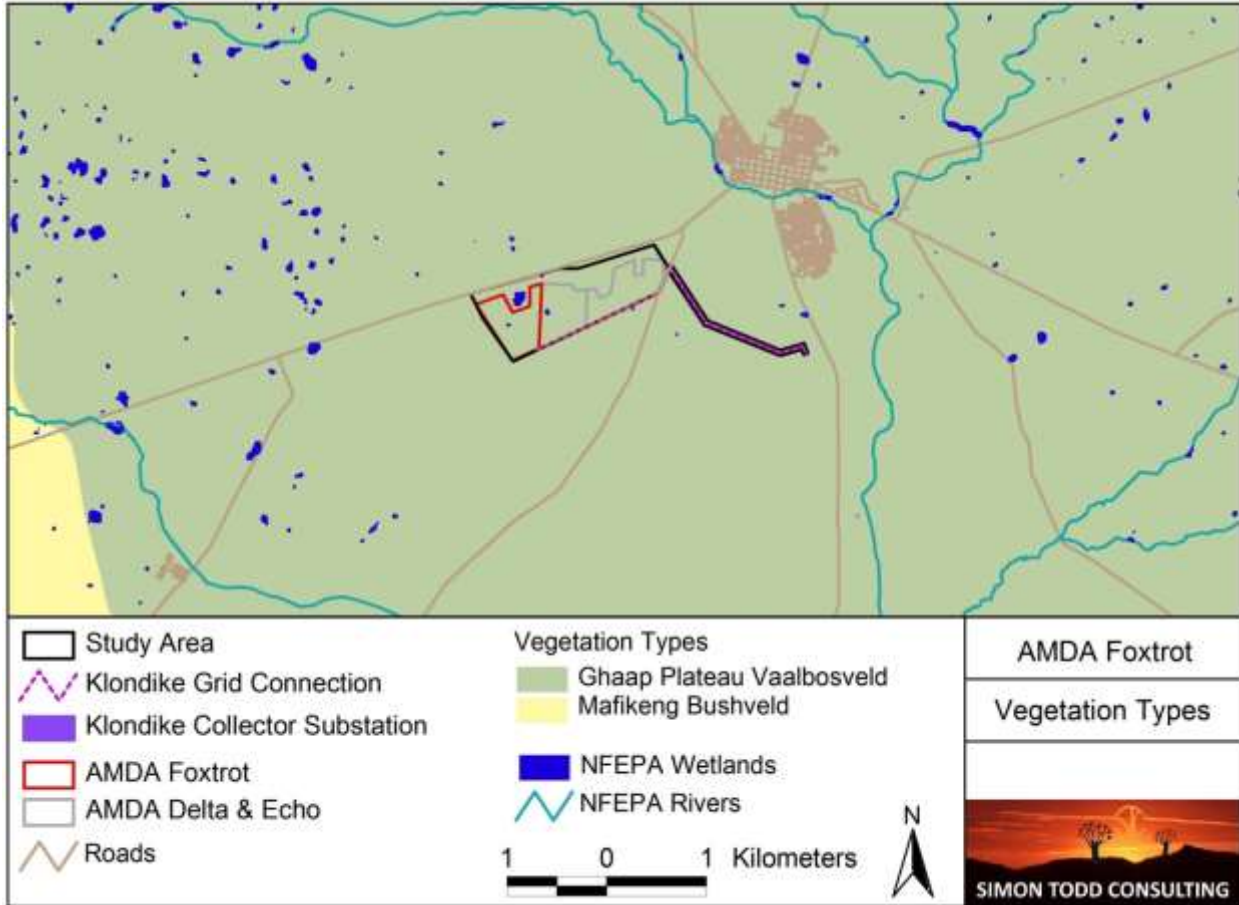 Study Area
Klondike Grid Connection
Klondike Collector Substation
AMDA Foxtrot
AMDA Delta & Echo
Roads
Vegetation Types
Ghaap Plateau Vaalbosveld
Mafikeng Bushveld
NFEPA Wetlands
NFEPA Rivers
1 0 1 Kilometers
N
AMDA Foxtrot
Vegetation Types
SIMON TODD CONSULTING